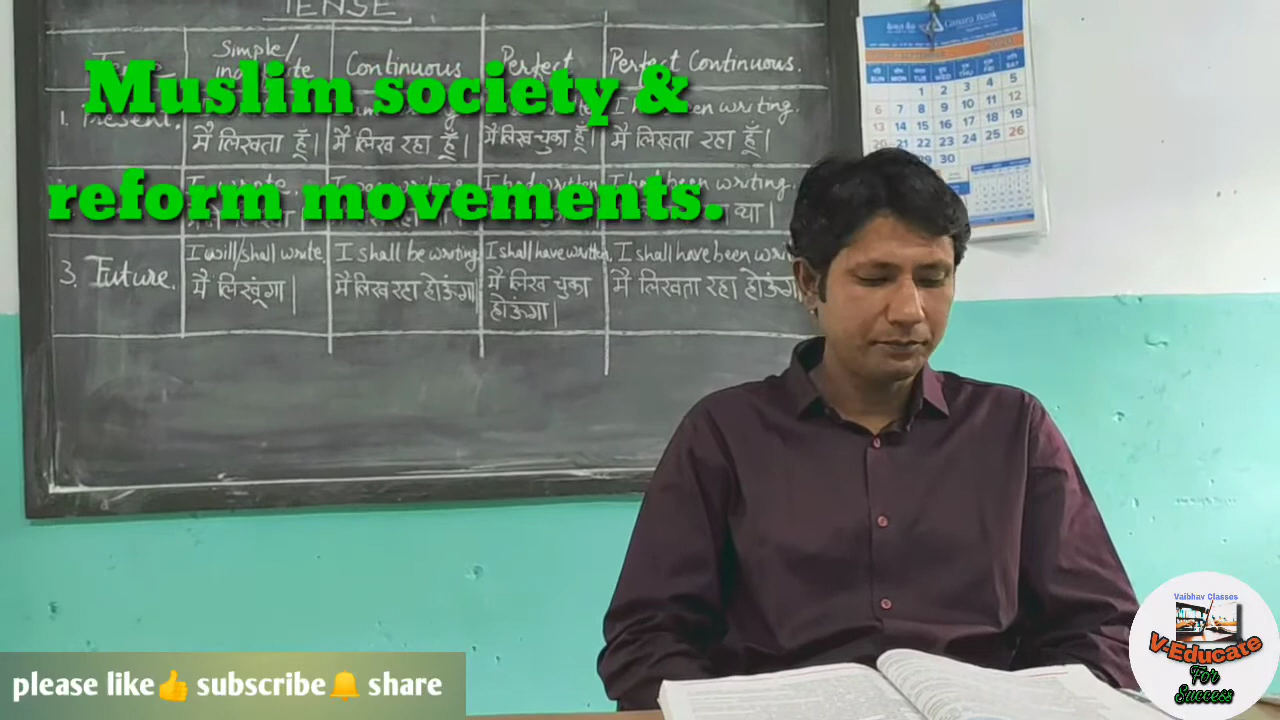 TENSE
Simple/
Continuous
Perfect
Perfect Continuous.
Muslim society &
reform movements.
1. Present.
मैं लिखता हूँ।
मैं लिख रहा हूँ।
मैं लिख चुका हूँ।
मैं लिखता रहा हूँ।
3. Future.
I will/shall write.
I shall be writing
I shall have written.
I shall have been
मैं लिखूंगा।
मैं लिख रहा होऊंगा
मैं लिख चुका
होऊंगा।
मैं लिखता रहा होऊंगा
Canara Bank
SUN MON TUE WED THU FRI SAT
1 2 3 4 5
6 7 8 9 10 11 12
13 14 15 16 17 18 19
20 21 22 23 24 25 26
29 30
please like👍 subscribe🔔 share
Vaibhav Classes
V-Educate
For
Success